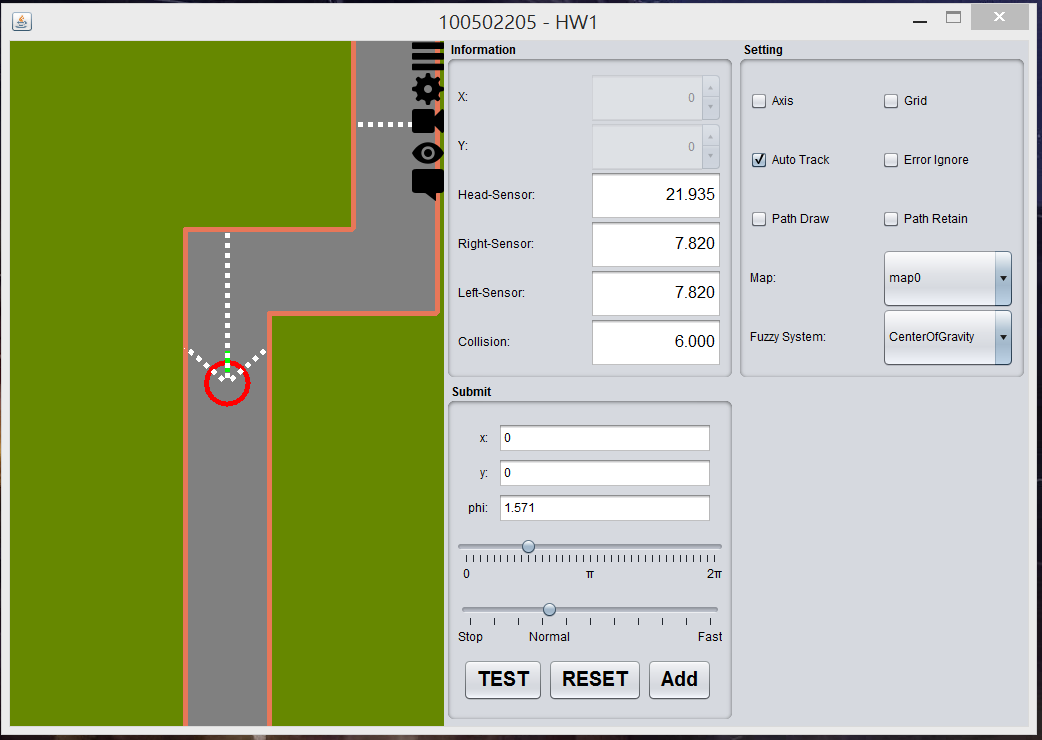 100502205 - HW1
Information
X: 0
Y: 0
Head-Sensor: 21.935
Right-Sensor: 7.820
Left-Sensor: 7.820
Collision: 6.000
Setting
Axis Grid
Auto Track Error Ignore
Path Draw Path Retain
Map: map0
Fuzzy System: CenterOfGravity
Submit
x: 0
y: 0
phi: 1.571
0 π 2π
Stop Normal Fast
TEST RESET Add